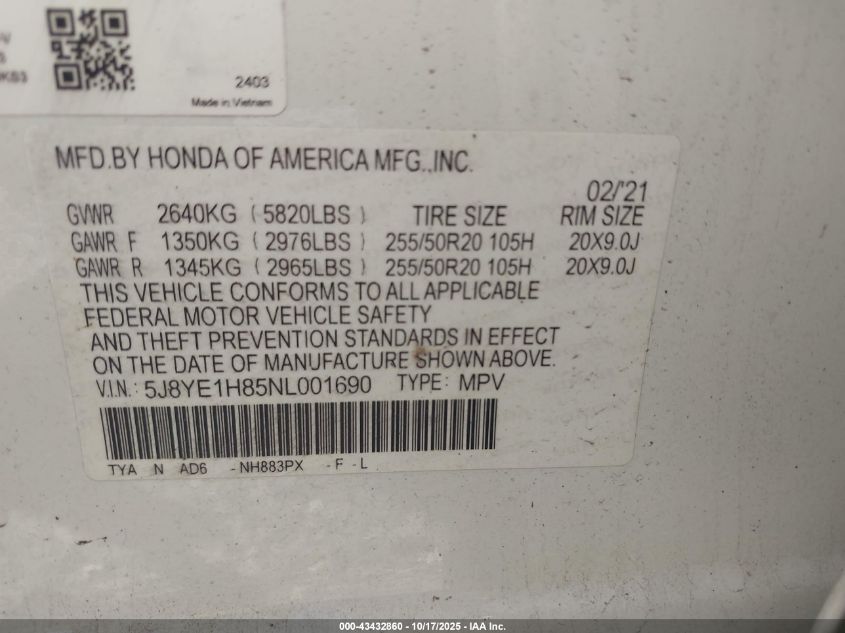 2403
Made in Vietnam
MFD.BY HONDA OF AMERICA MFG.,INC.
02/'21
GVWR 2640KG ( 5820LBS ) TIRE SIZE RIM SIZE
GAWR F 1350KG ( 2976LBS ) 255/50R20 105H 20X9.0J
GAWR R 1345KG ( 2965LBS ) 255/50R20 105H 20X9.0J
THIS VEHICLE CONFORMS TO ALL APPLICABLE
FEDERAL MOTOR VEHICLE SAFETY
AND THEFT PREVENTION STANDARDS IN EFFECT
ON THE DATE OF MANUFACTURE SHOWN ABOVE.
V.I.N.: 5J8YE1H85NL001690 TYPE: MPV
TYA N AD6 -NH883PX -F -L
000-43432860 - 10/17/2025 - IAA Inc.